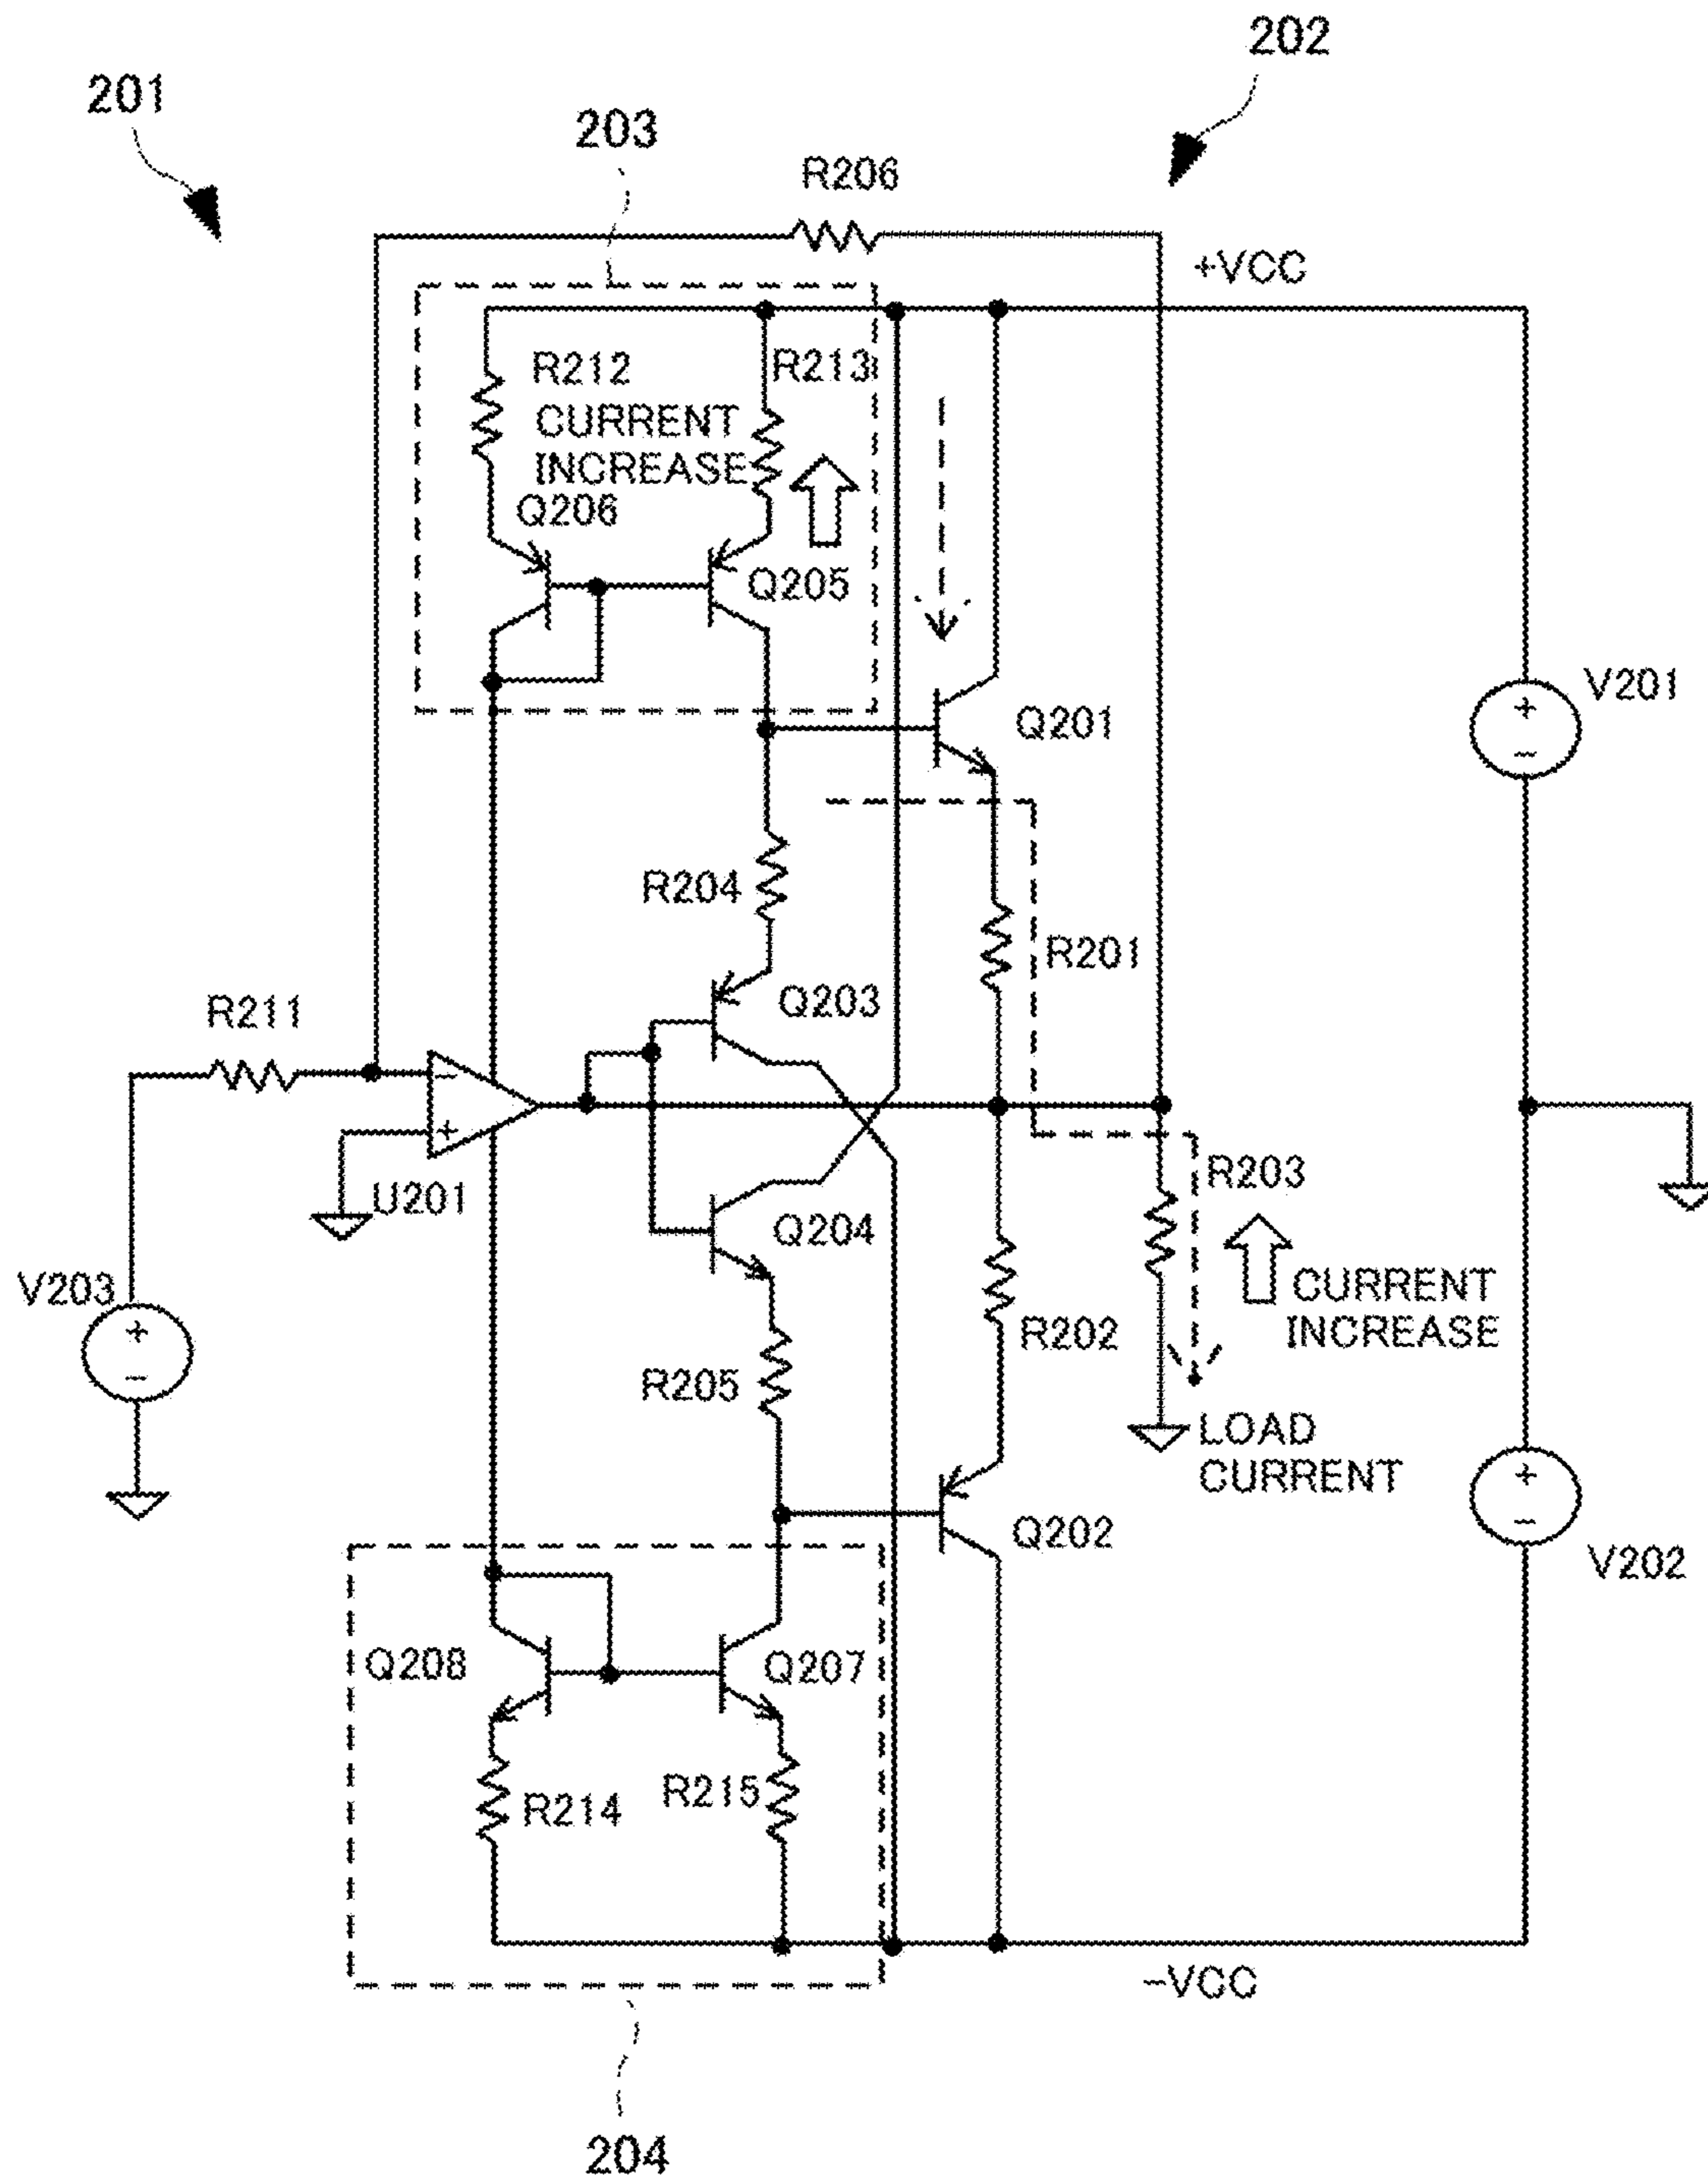 202
201
203
R206
+VCC
R212
R213
CURRENT
INCREASE
Q206
Q205
V201
+
−
Q201
R204
R201
R211
Q203
−
+
U201
R203
Q204
V203
+
−
CURRENT
INCREASE
R202
R205
LOAD
CURRENT
+
−
Q202
V202
Q208
Q207
R214
R215
−VCC
204